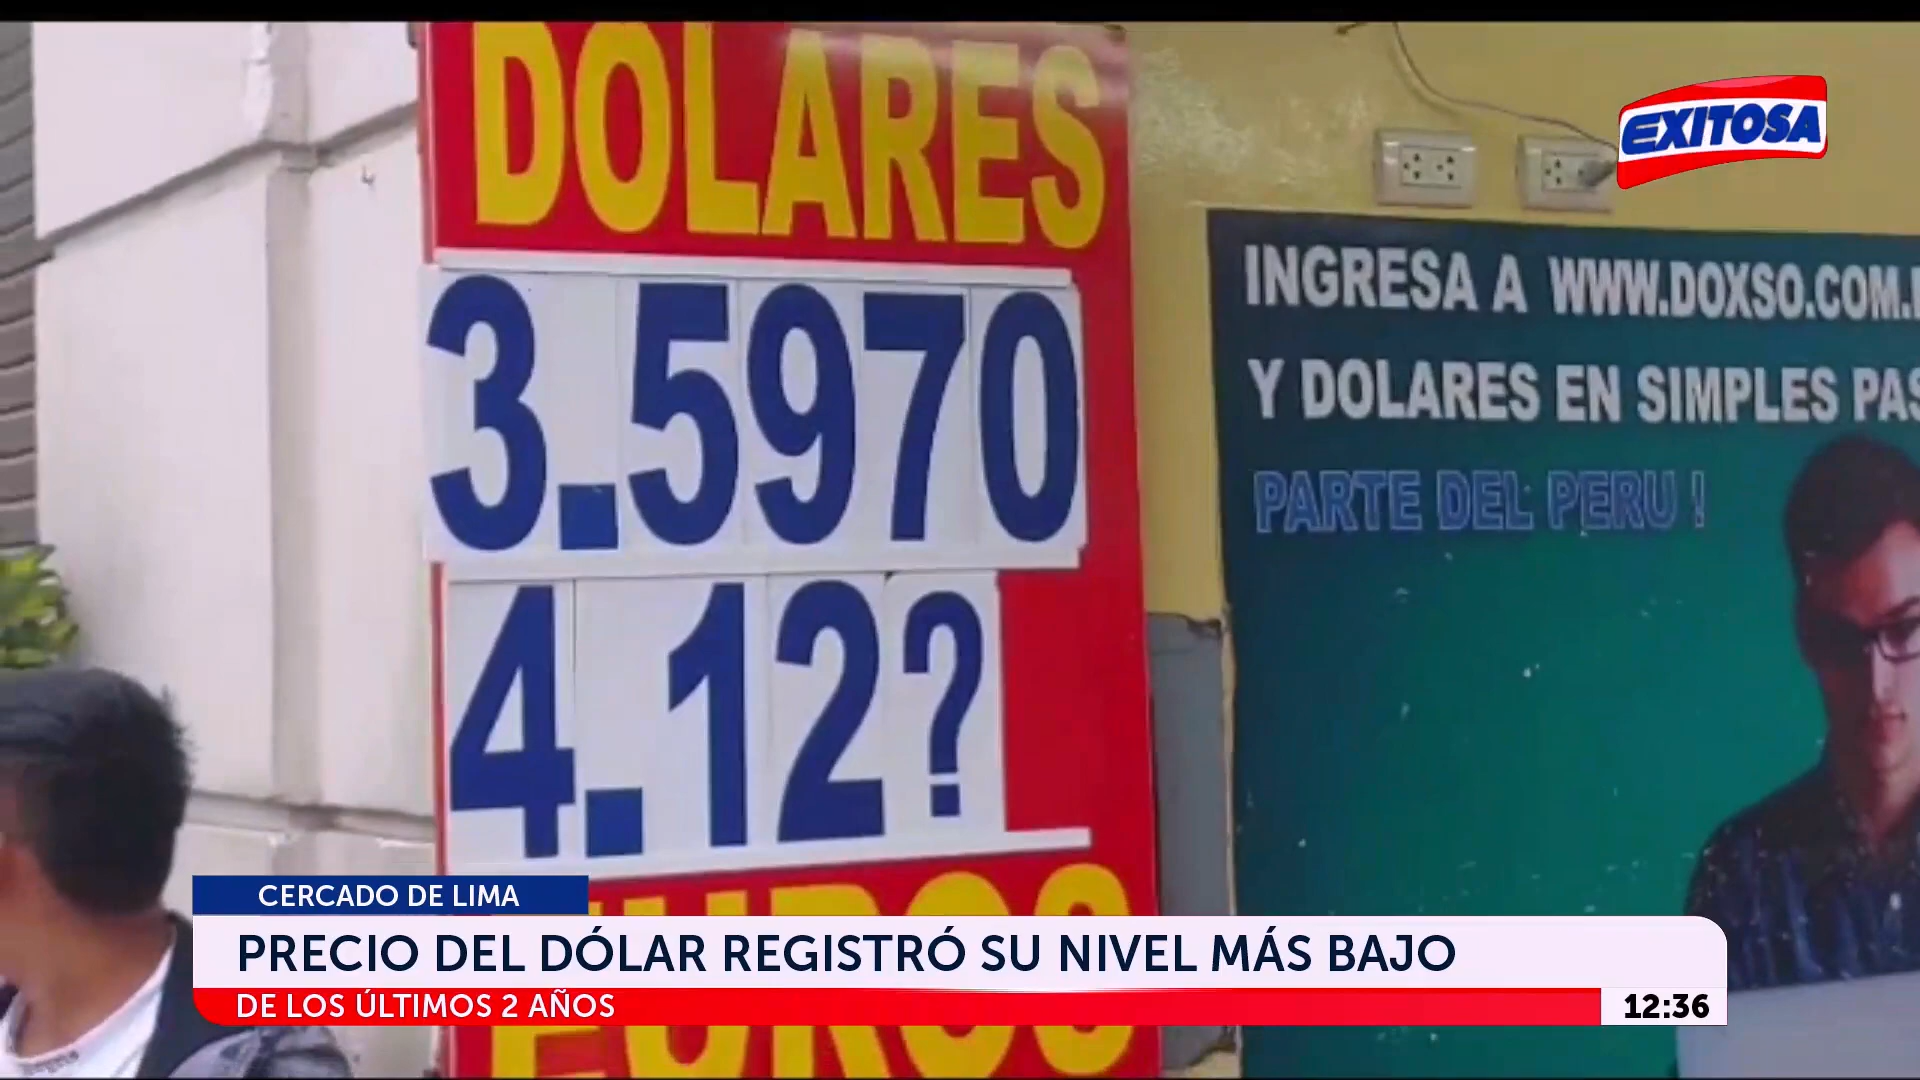 DOLARES
EXITOSA
3.5970
4.12?
EUROS
INGRESA A WWW.DOXSO.COM.
Y DOLARES EN SIMPLES
PARTE DEL PERU !
CERCADO DE LIMA
PRECIO DEL DÓLAR REGISTRÓ SU NIVEL MÁS BAJO
DE LOS ÚLTIMOS 2 AÑOS
12:36